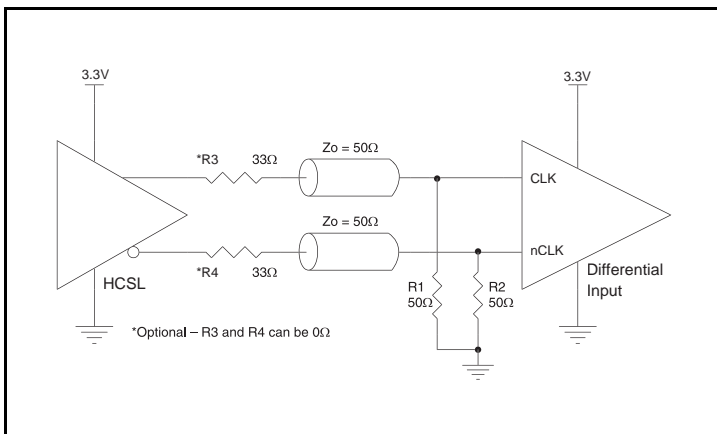 3.3V
3.3V
*R3 33Ω
Zo = 50Ω
CLK
Zo = 50Ω
nCLK
*R4 33Ω
HCSL
R1
50Ω
R2
50Ω
Differential
Input
*Optional – R3 and R4 can be 0Ω